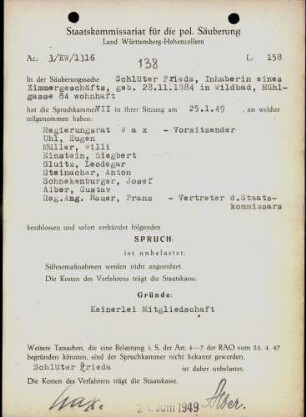 Staatskommissariat für die pol. Säuberung
Land Württemberg-Hohenzollern
Az. 3/KW/1316
L: 158
138
In der Säuberungssache Schlüter Frieda, Inhaberin eines
Zimmergeschäfts, geb. 28.11.1884 in Wildbad, Mühl-
gasse 84 wohnhaft
hat die Spruchkammer VII in ihrer Sitzung am 25.1.49 , an welcher
teilgenommen haben:
Regierungsrat W a x - Vorsitzender
Uhl, Eugen
Müller, Willi
Einstein, Siegbert
Gluitz, Leodegar
Steinacher, Anton
Schnekenburger, Josef
Alber, Gustav
Reg.Ang. Mauer, Franz - Vertreter d.Staats-
kommissars
beschlossen und sofort verkündet folgenden
SPRUCH:
ist unbelastet.
Sühnemaßnahmen werden nicht angeordnet.
Die Kosten des Verfahrens trägt die Staatskasse.
Gründe:
Keinerlei Mitgliedschaft
Weitere Tatsachen, die eine Belastung i. S. der Art. 4—7 der RAO vom 25. 4. 47
begründen könnten, sind der Spruchkammer nicht bekannt geworden.
Schlüter Frieda ist daher unbelastet.
Die Kosten des Verfahrens trägt die Staatskasse.
Wax. Juni 1949 Alber.